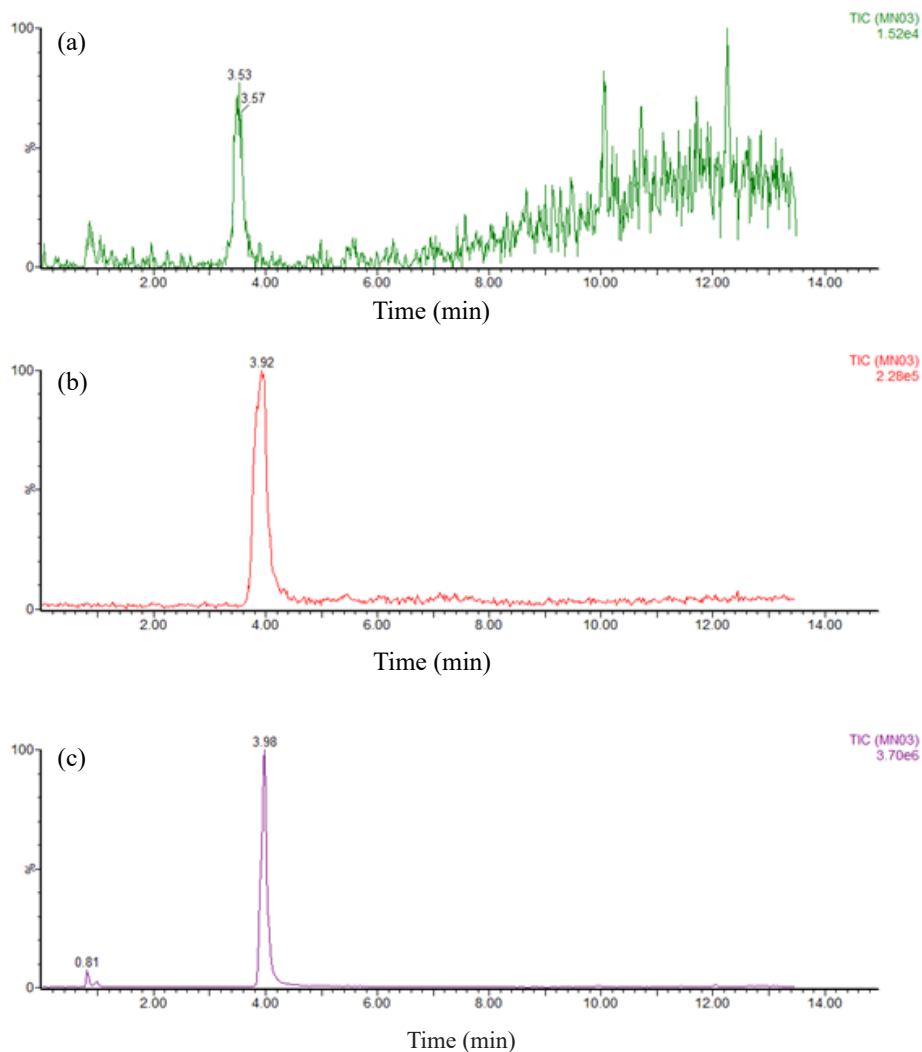 (a)
TIC (MN03)
1.52e4
100
3.53
3.57
%
0
2.00 4.00 6.00 8.00 10.00 12.00 14.00
Time (min)
(b)
TIC (MN03)
2.28e5
100
3.92
%
0
2.00 4.00 6.00 8.00 10.00 12.00 14.00
Time (min)
(c)
TIC (MN03)
3.70e6
100
3.98
%
0.81
0
2.00 4.00 6.00 8.00 10.00 12.00 14.00
Time (min)